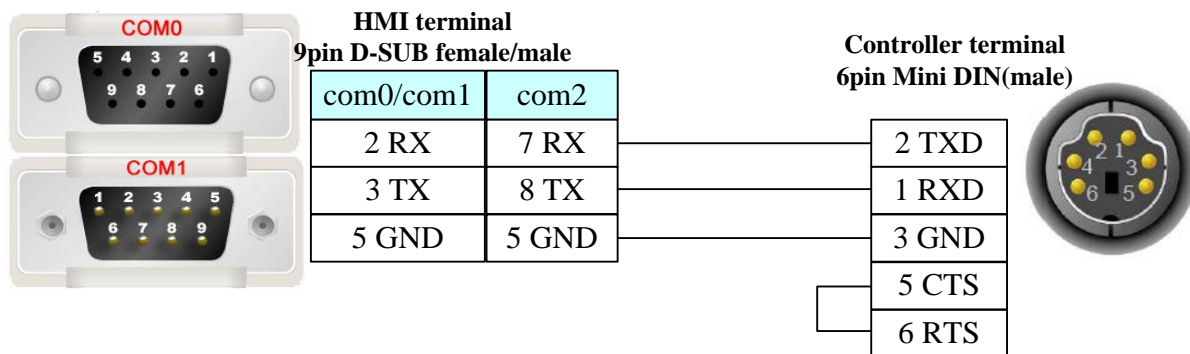 COM0
5 4 3 2 1
9 8 7 6
COM1
1 2 3 4 5
6 7 8 9
HMI terminal
9pin D-SUB female/male
com0/com1 com2
2 RX 7 RX
3 TX 8 TX
5 GND 5 GND
Controller terminal
6pin Mini DIN(male)
2 TXD
1 RXD
3 GND
5 CTS
6 RTS
2 1
4 3
6 5